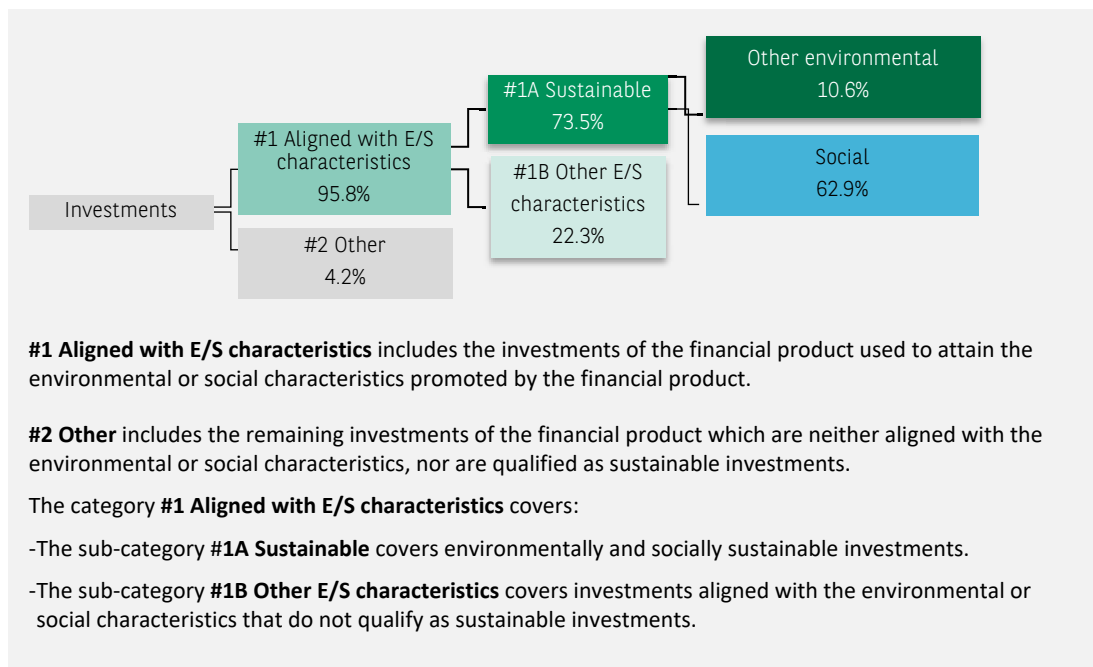 Investments
#1 Aligned with E/S
characteristics
95.8%
#2 Other
4.2%
#1A Sustainable
73.5%
#1B Other E/S
characteristics
22.3%
Other environmental
10.6%
Social
62.9%
#1 Aligned with E/S characteristics includes the investments of the financial product used to attain the
environmental or social characteristics promoted by the financial product.
#2 Other includes the remaining investments of the financial product which are neither aligned with the
environmental or social characteristics, nor are qualified as sustainable investments.
The category #1 Aligned with E/S characteristics covers:
-The sub-category #1A Sustainable covers environmentally and socially sustainable investments.
-The sub-category #1B Other E/S characteristics covers investments aligned with the environmental or
social characteristics that do not qualify as sustainable investments.